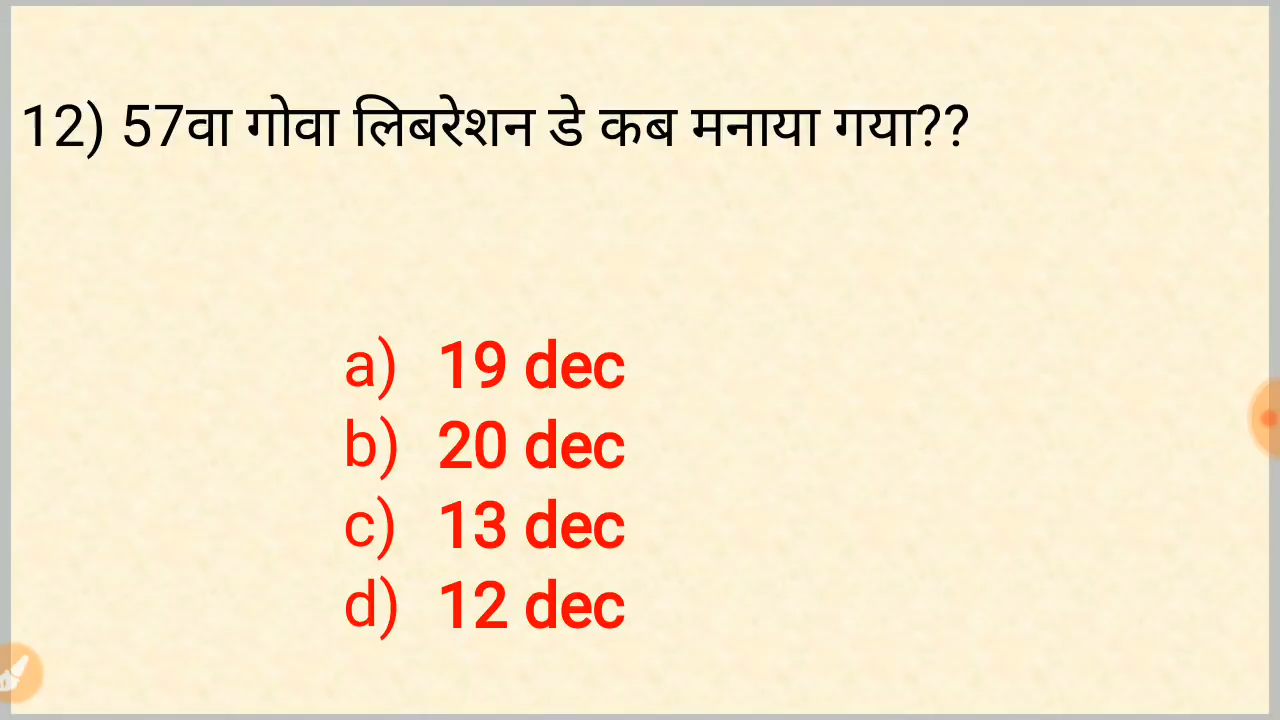 12) 57वा गोवा लिबरेशन डे कब मनाया गया??
a) 19 dec
b) 20 dec
c) 13 dec
d) 12 dec